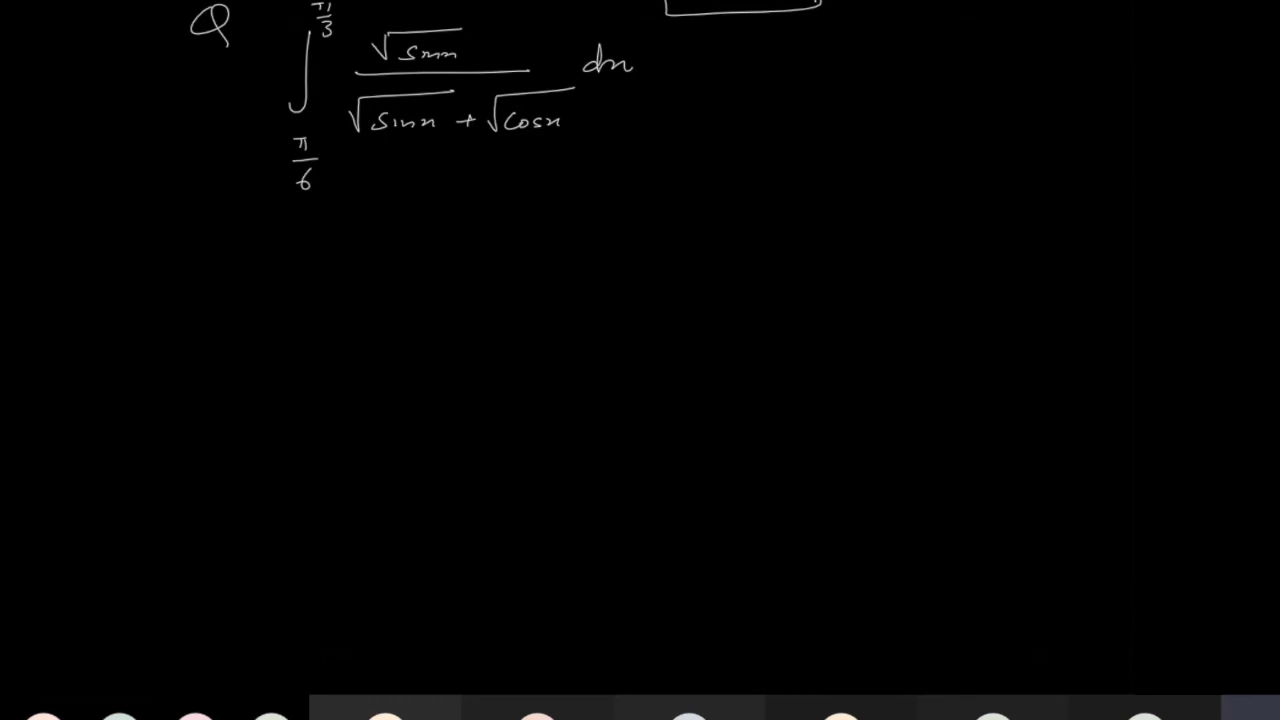 Q ∫_{π/6}^{π/3} √sinx / (√sinx + √cosx) dx